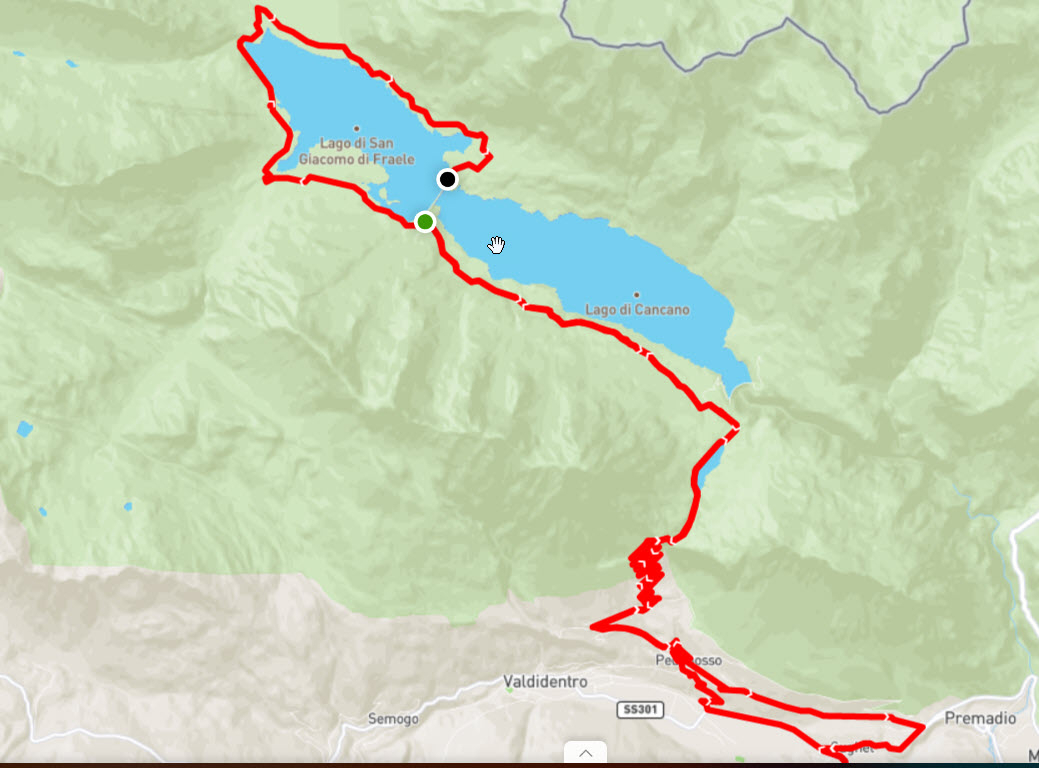 Lago di San
Giacomo di Fraele
Lago di Cancano
Valdidentro
SS301
Semogo
Premadio
M